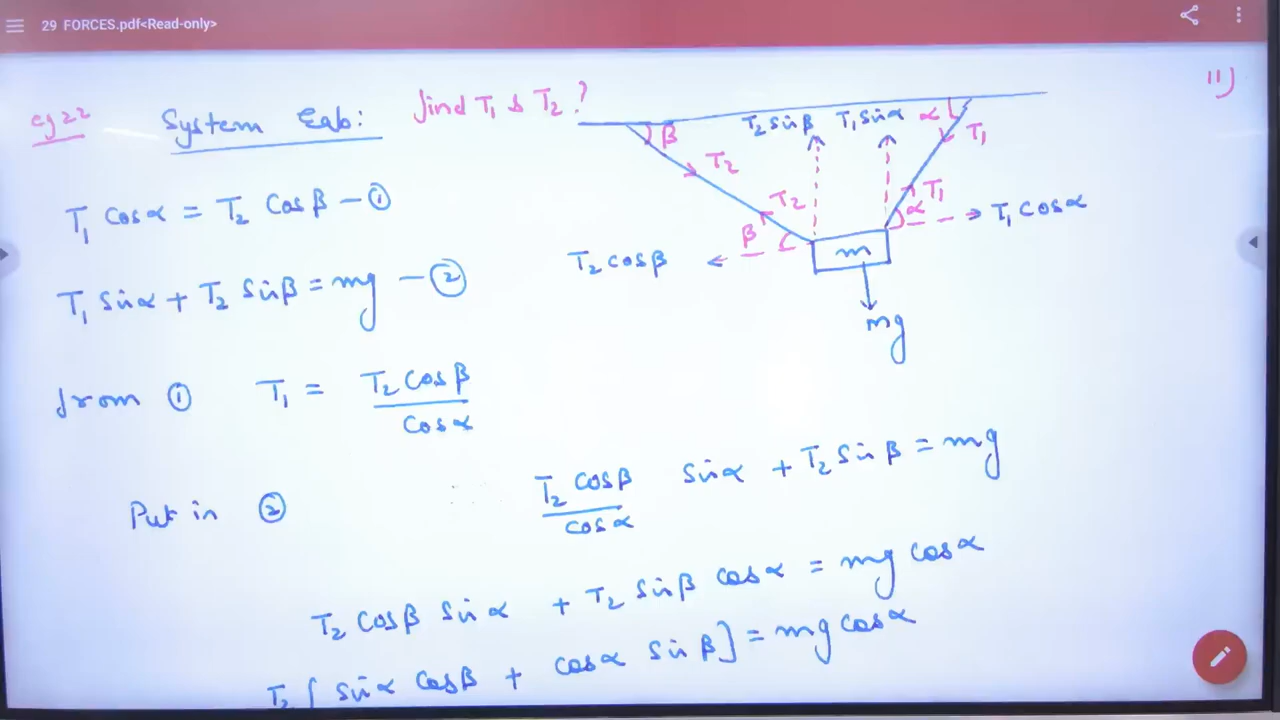 29 FORCES.pdf<Read-only>
11)
eg 22 System Eqb: find T₁ & T₂?
β T₂ sin β T₁ sin α α
T₂ T₁
T₂ T₁
β α T₁ cos α
T₂ cos β m
mg
T₁ Cos α = T₂ Cos β – ①
T₁ Sin α + T₂ Sin β = mg – ②
from ① T₁ = T₂ Cos β / Cos α
Put in ② T₂ cos β / cos α sin α + T₂ sin β = mg
T₂ cos β sin α + T₂ sin β cos α = mg cos α
T₂ [ sin α cos β + cos α sin β ] = mg cos α